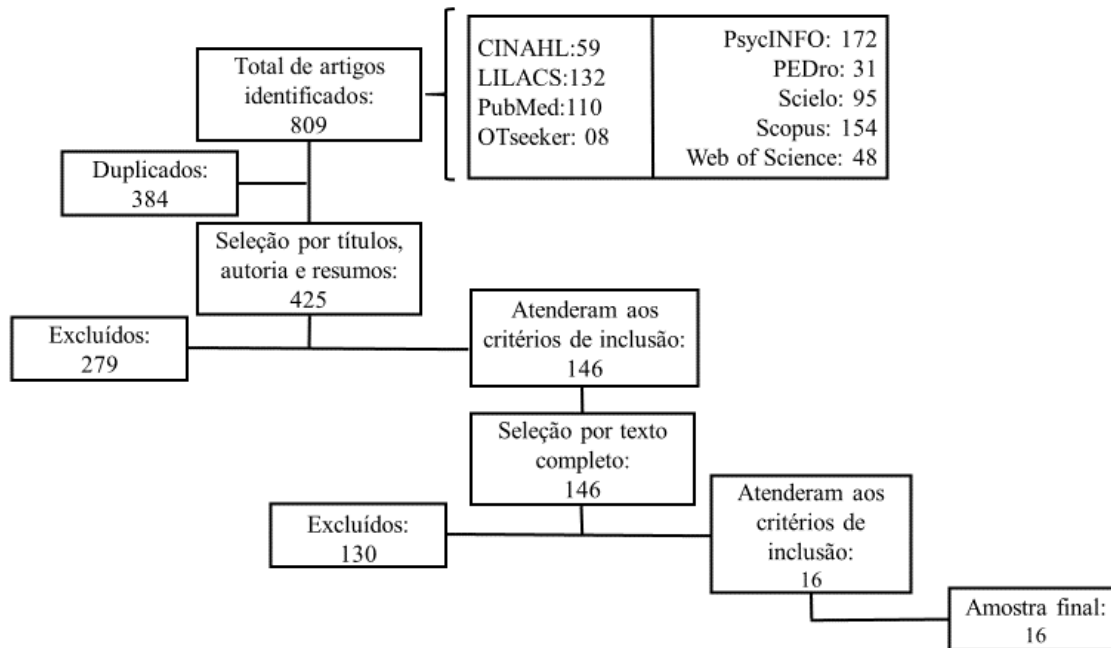 Total de artigos
identificados:
809
CINAHL:59
LILACS:132
PubMed:110
OTseeker: 08
PsycINFO: 172
PEDro: 31
Scielo: 95
Scopus: 154
Web of Science: 48
Duplicados:
384
Seleção por títulos,
autoria e resumos:
425
Excluídos:
279
Atenderam aos
critérios de inclusão:
146
Seleção por texto
completo:
146
Excluídos:
130
Atenderam aos
critérios de
inclusão:
16
Amostra final:
16